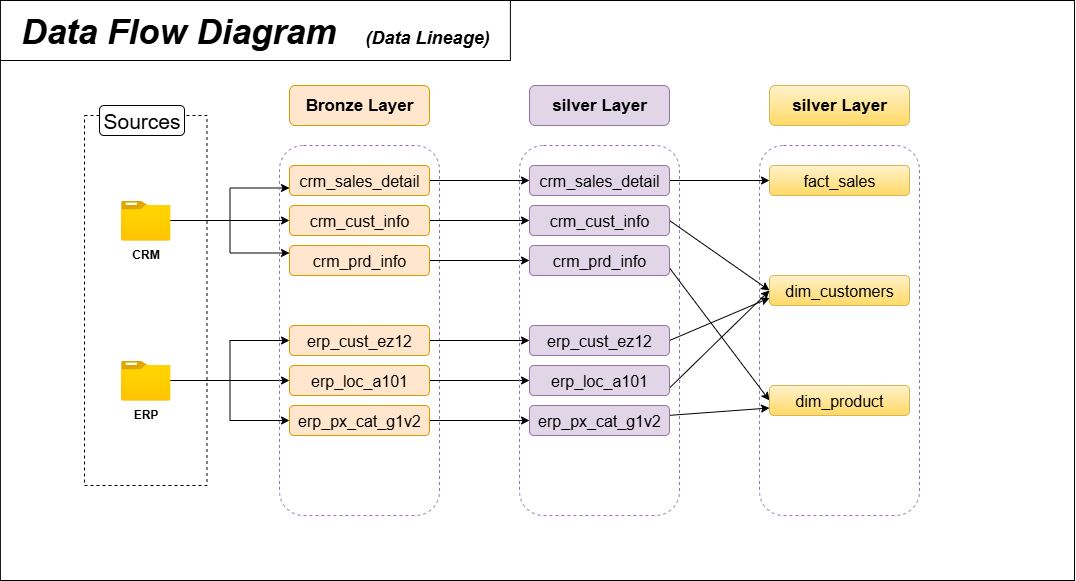 Data Flow Diagram (Data Lineage)
Sources
CRM
ERP
Bronze Layer
crm_sales_detail
crm_cust_info
crm_prd_info
erp_cust_ez12
erp_loc_a101
erp_px_cat_g1v2
silver Layer
crm_sales_detail
crm_cust_info
crm_prd_info
erp_cust_ez12
erp_loc_a101
erp_px_cat_g1v2
silver Layer
fact_sales
dim_customers
dim_product